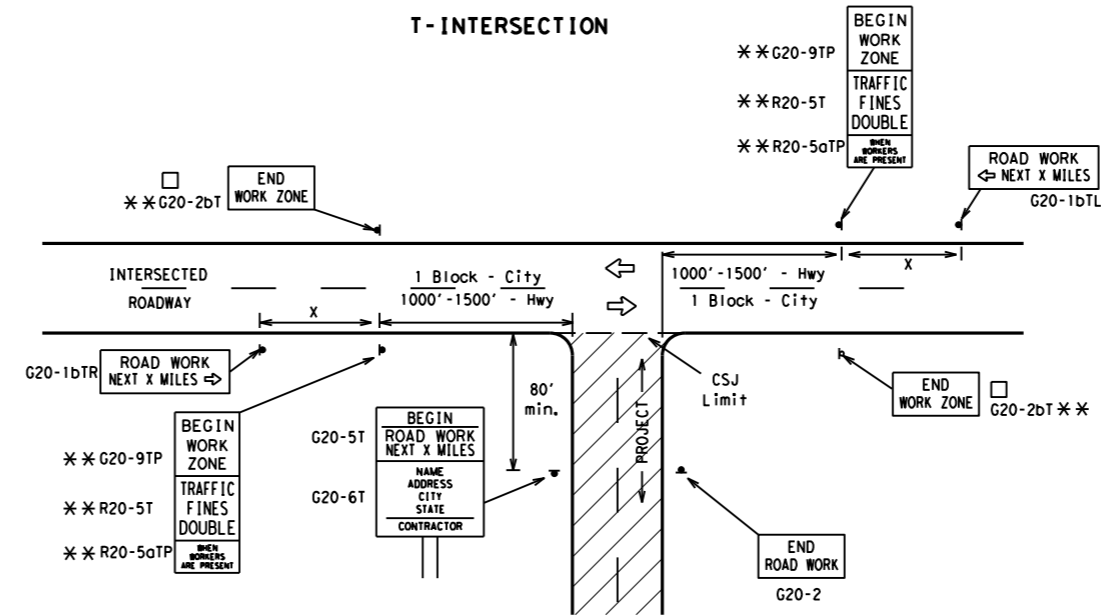 T-INTERSECTION
✳✳G20-9TP
BEGIN
WORK
ZONE
✳✳R20-5T
TRAFFIC
FINES
DOUBLE
✳✳R20-5aTP
WHEN
WORKERS
ARE PRESENT
ROAD WORK
⇦ NEXT X MILES
G20-1bTL
□
✳✳G20-2bT
END
WORK ZONE
INTERSECTED
ROADWAY
1 Block - City
1000'-1500' - Hwy
1000'-1500' - Hwy
1 Block - City
X
X
G20-1bTR
ROAD WORK
NEXT X MILES ⇨
80'
min.
PROJECT
CSJ
Limit
END
WORK ZONE
□
G20-2bT ✳✳
✳✳G20-9TP
BEGIN
WORK
ZONE
✳✳R20-5T
TRAFFIC
FINES
DOUBLE
✳✳R20-5aTP
WHEN
WORKERS
ARE PRESENT
G20-5T
BEGIN
ROAD WORK
NEXT X MILES
G20-6T
NAME
ADDRESS
CITY
STATE
CONTRACTOR
END
ROAD WORK
G20-2